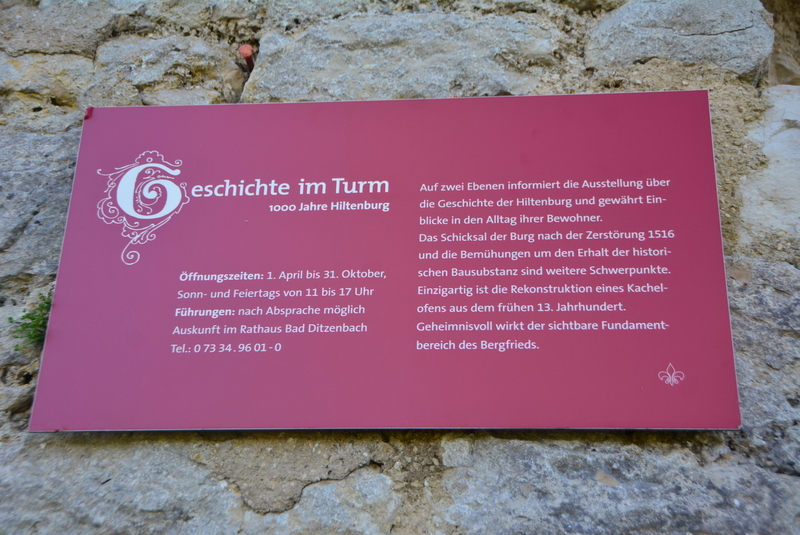 Geschichte im Turm
1000 Jahre Hiltenburg
Öffnungszeiten: 1. April bis 31. Oktober,
Sonn- und Feiertags von 11 bis 17 Uhr
Führungen: nach Absprache möglich
Auskunft im Rathaus Bad Ditzenbach
Tel.: 0 73 34 . 96 01 - 0
Auf zwei Ebenen informiert die Ausstellung über
die Geschichte der Hiltenburg und gewährt Ein-
blicke in den Alltag ihrer Bewohner.
Das Schicksal der Burg nach der Zerstörung 1516
und die Bemühungen um den Erhalt der histori-
schen Bausubstanz sind weitere Schwerpunkte.
Einzigartig ist die Rekonstruktion eines Kachel-
ofens aus dem frühen 13. Jahrhundert.
Geheimnisvoll wirkt der sichtbare Fundament-
bereich des Bergfrieds.